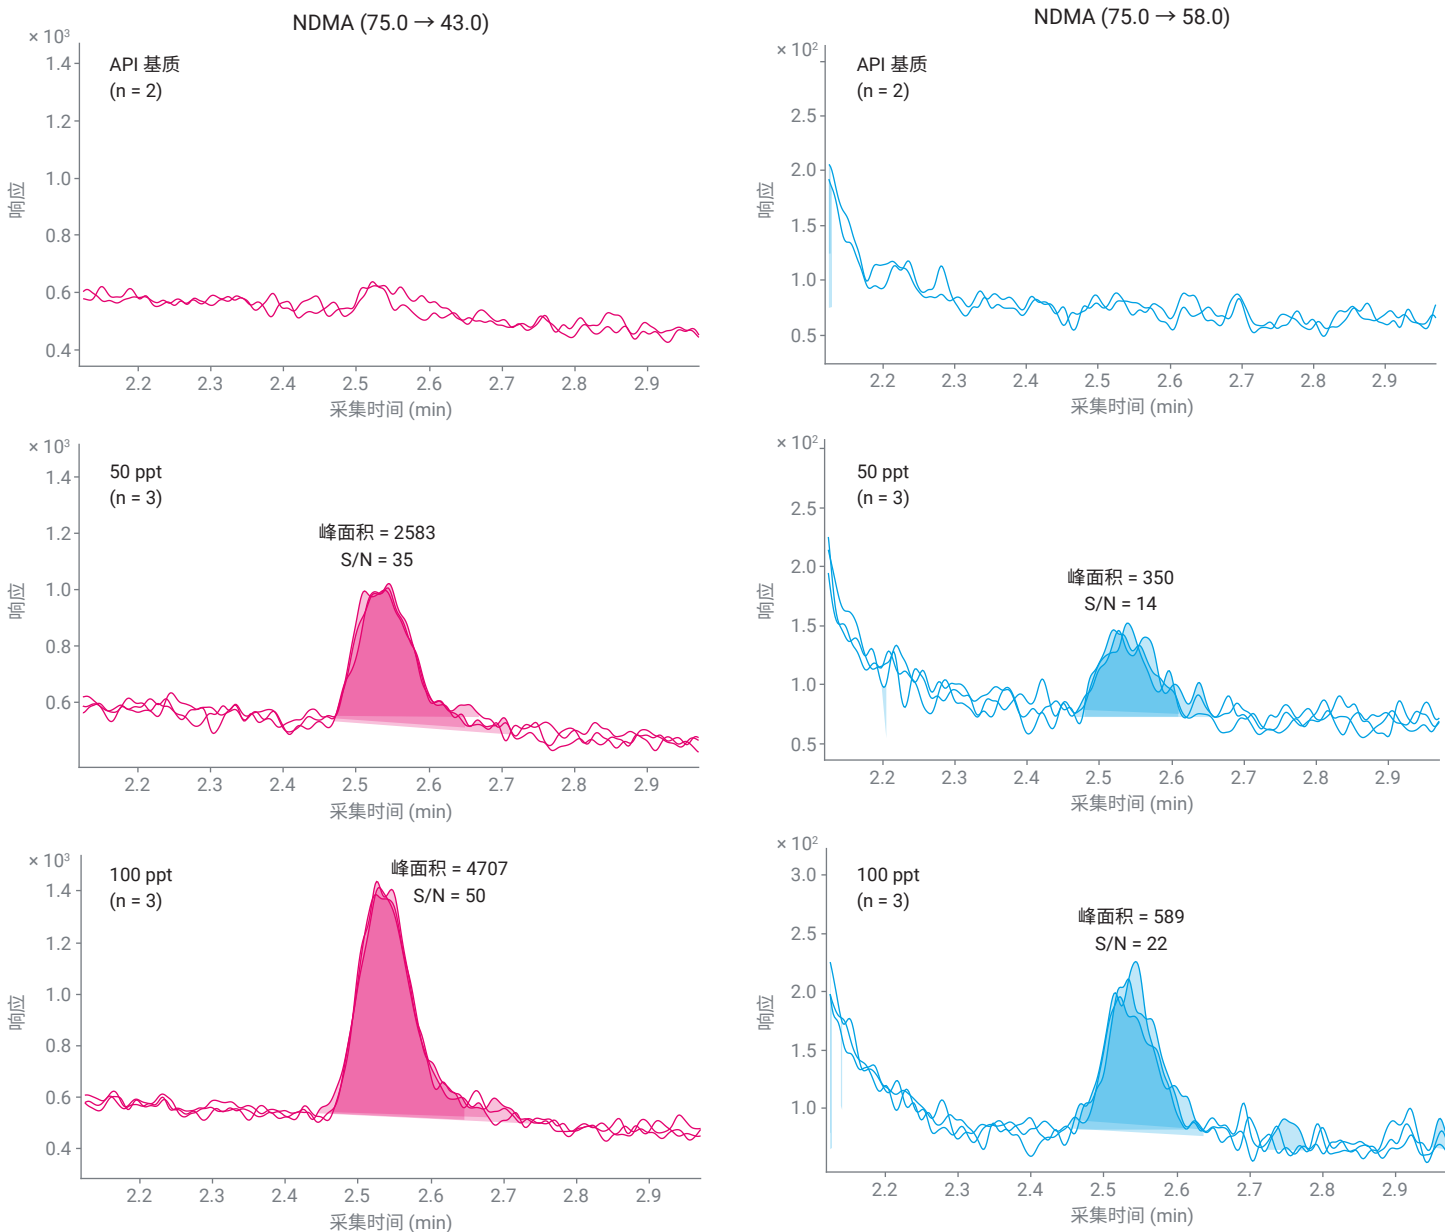 NDMA (75.0 → 43.0)
× 10³
API 基质
(n = 2)
1.4
1.2
1.0
0.8
0.6
0.4
响应
2.2 2.3 2.4 2.5 2.6 2.7 2.8 2.9
采集时间 (min)
NDMA (75.0 → 58.0)
× 10²
API 基质
(n = 2)
2.5
2.0
1.5
1.0
0.5
响应
2.2 2.3 2.4 2.5 2.6 2.7 2.8 2.9
采集时间 (min)
× 10³
50 ppt
(n = 3)
峰面积 = 2583
S/N = 35
1.4
1.2
1.0
0.8
0.6
响应
2.2 2.3 2.4 2.5 2.6 2.7 2.8 2.9
采集时间 (min)
× 10²
50 ppt
(n = 3)
峰面积 = 350
S/N = 14
2.5
2.0
1.5
1.0
0.5
响应
2.2 2.3 2.4 2.5 2.6 2.7 2.8 2.9
采集时间 (min)
× 10³
100 ppt
(n = 3)
峰面积 = 4707
S/N = 50
1.4
1.2
1.0
0.8
0.6
0.4
响应
2.2 2.3 2.4 2.5 2.6 2.7 2.8 2.9
采集时间 (min)
× 10²
100 ppt
(n = 3)
峰面积 = 589
S/N = 22
3.0
2.5
2.0
1.5
1.0
响应
2.2 2.3 2.4 2.5 2.6 2.7 2.8 2.9
采集时间 (min)